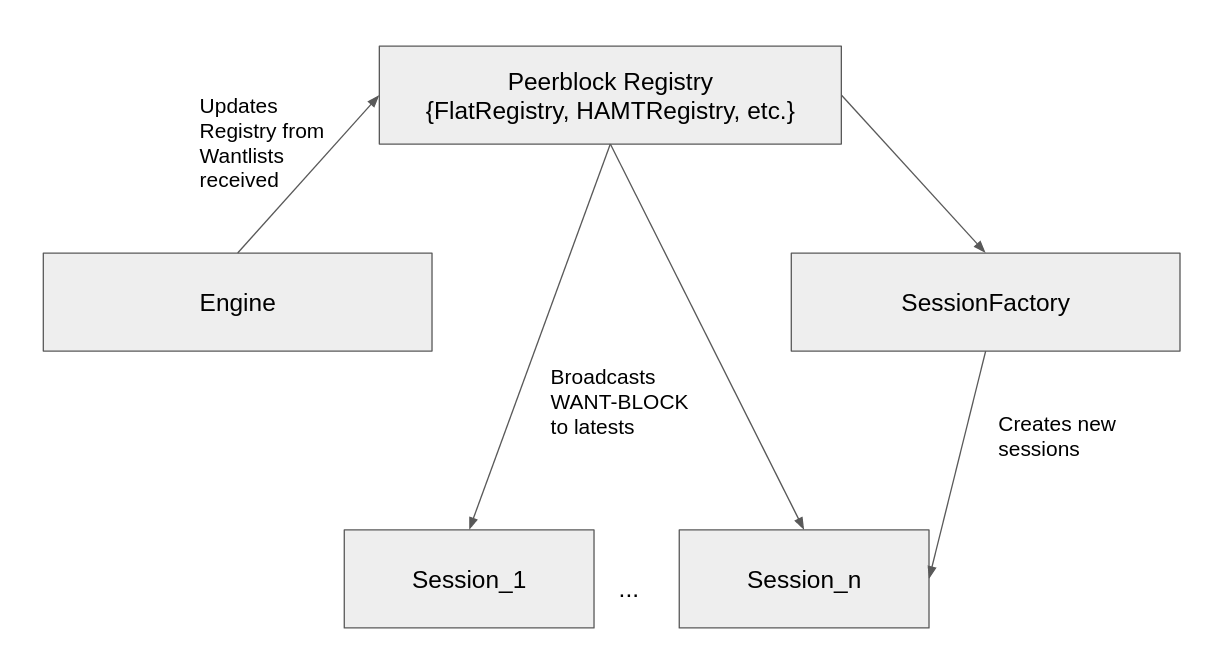 Peerblock Registry
{FlatRegistry, HAMTRegistry, etc.}
Updates
Registry from
Wantlists
received
Engine
SessionFactory
Broadcasts
WANT-BLOCK
to latests
Creates new
sessions
Session_1
...
Session_n